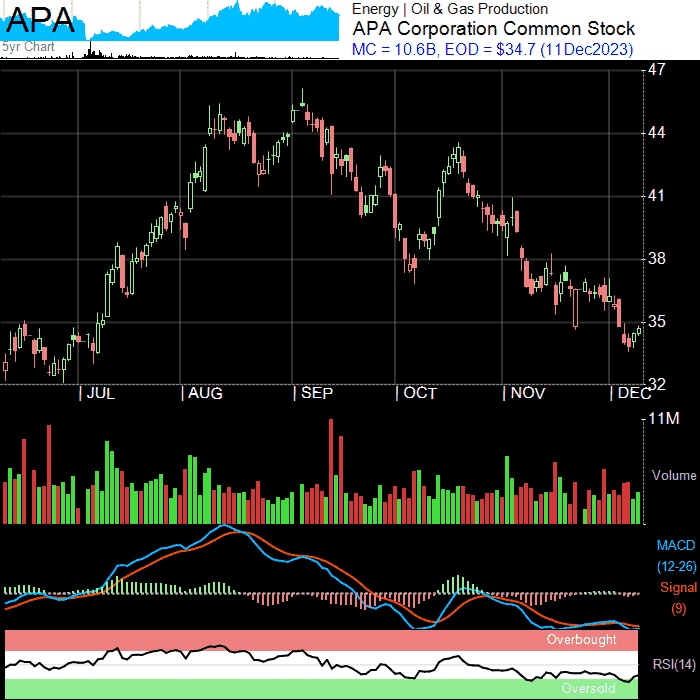 APA
5yr Chart
Energy | Oil & Gas Production
APA Corporation Common Stock
MC = 10.6B, EOD = $34.7 (11Dec2023)
47
44
41
38
35
32
| JUL | AUG | SEP | OCT | NOV | DEC
11M
Volume
MACD
(12-26)
Signal
(9)
Overbought
RSI(14)
Oversold